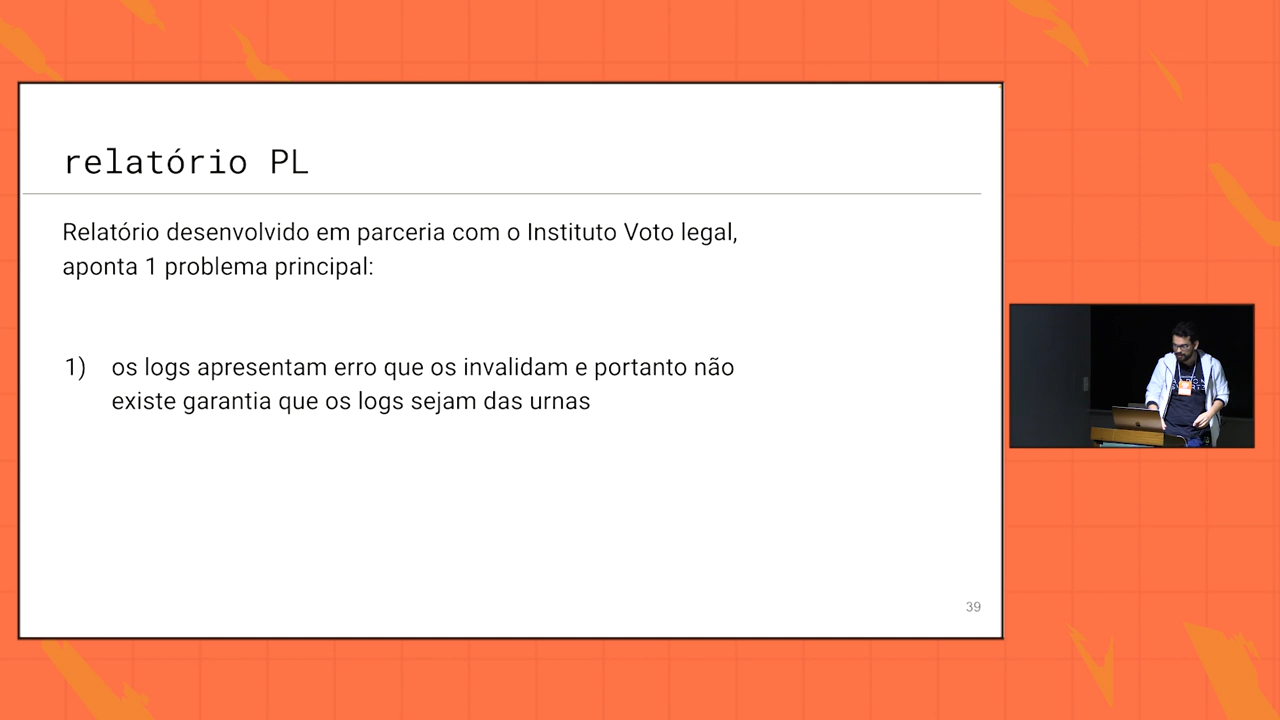 relatório PL
Relatório desenvolvido em parceria com o Instituto Voto legal,
aponta 1 problema principal:
1) os logs apresentam erro que os invalidam e portanto não
existe garantia que os logs sejam das urnas
39